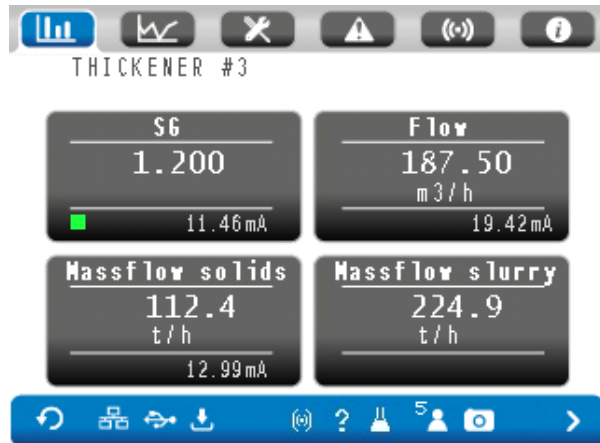 THICKENER #3
SG
1.200
11.46mA
Flow
187.50
m3/h
19.42mA
Massflow solids
112.4
t/h
12.99mA
Massflow slurry
224.9
t/h
5